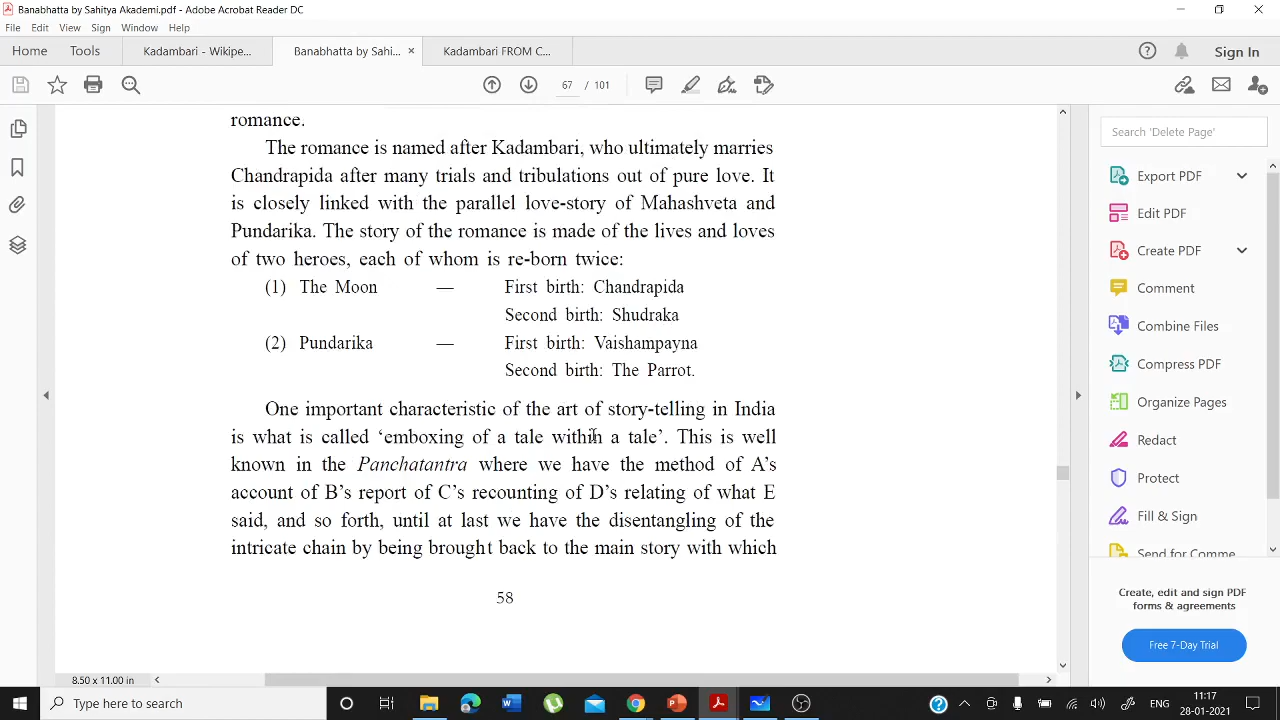 Banabhatta by Sahitya Akademi.pdf - Adobe Acrobat Reader DC
File Edit View Sign Window Help
Home Tools Kadambari - Wikipe... Banabhatta by Sahi... × Kadambari FROM C... Sign In
67 / 101
romance.
The romance is named after Kadambari, who ultimately marries
Chandrapida after many trials and tribulations out of pure love. It
is closely linked with the parallel love-story of Mahashveta and
Pundarika. The story of the romance is made of the lives and loves
of two heroes, each of whom is re-born twice:
(1) The Moon — First birth: Chandrapida
Second birth: Shudraka
(2) Pundarika — First birth: Vaishampayna
Second birth: The Parrot.
One important characteristic of the art of story-telling in India
is what is called ‘emboxing of a tale within a tale’. This is well
known in the Panchatantra where we have the method of A’s
account of B’s report of C’s recounting of D’s relating of what E
said, and so forth, until at last we have the disentangling of the
intricate chain by being brought back to the main story with which
58
8.50 x 11.00 in
Search 'Delete Page'
Export PDF
Edit PDF
Create PDF
Comment
Combine Files
Compress PDF
Organize Pages
Redact
Protect
Fill & Sign
Send for Comme
Create, edit and sign PDF
forms & agreements
Free 7-Day Trial
Type here to search
ENG
11:17
28-01-2021